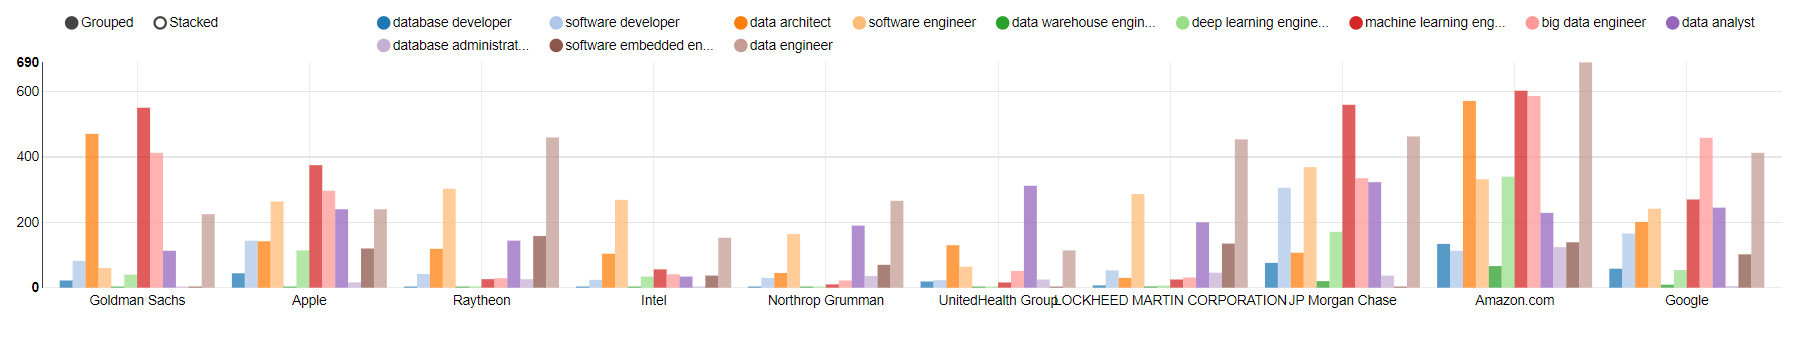 Grouped Stacked database developer software developer data architect software engineer data warehouse engin... deep learning engine... machine learning eng... big data engineer data analyst
database administrat... software embedded en... data engineer
690
600
400
200
0
Goldman Sachs Apple Raytheon Intel Northrop Grumman UnitedHealth Group LOCKHEED MARTIN CORPORATION JP Morgan Chase Amazon.com Google